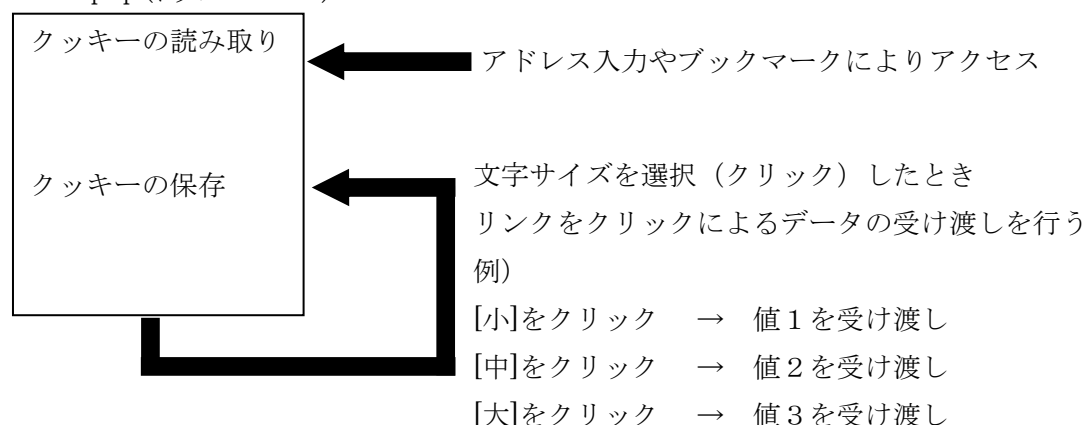 クッキーの読み取り
アドレス入力やブックマークによりアクセス
クッキーの保存
文字サイズを選択（クリック）したとき
リンクをクリックによるデータの受け渡しを行う
例）
[小]をクリック　→　値１を受け渡し
[中]をクリック　→　値２を受け渡し
[大]をクリック　→　値３を受け渡し